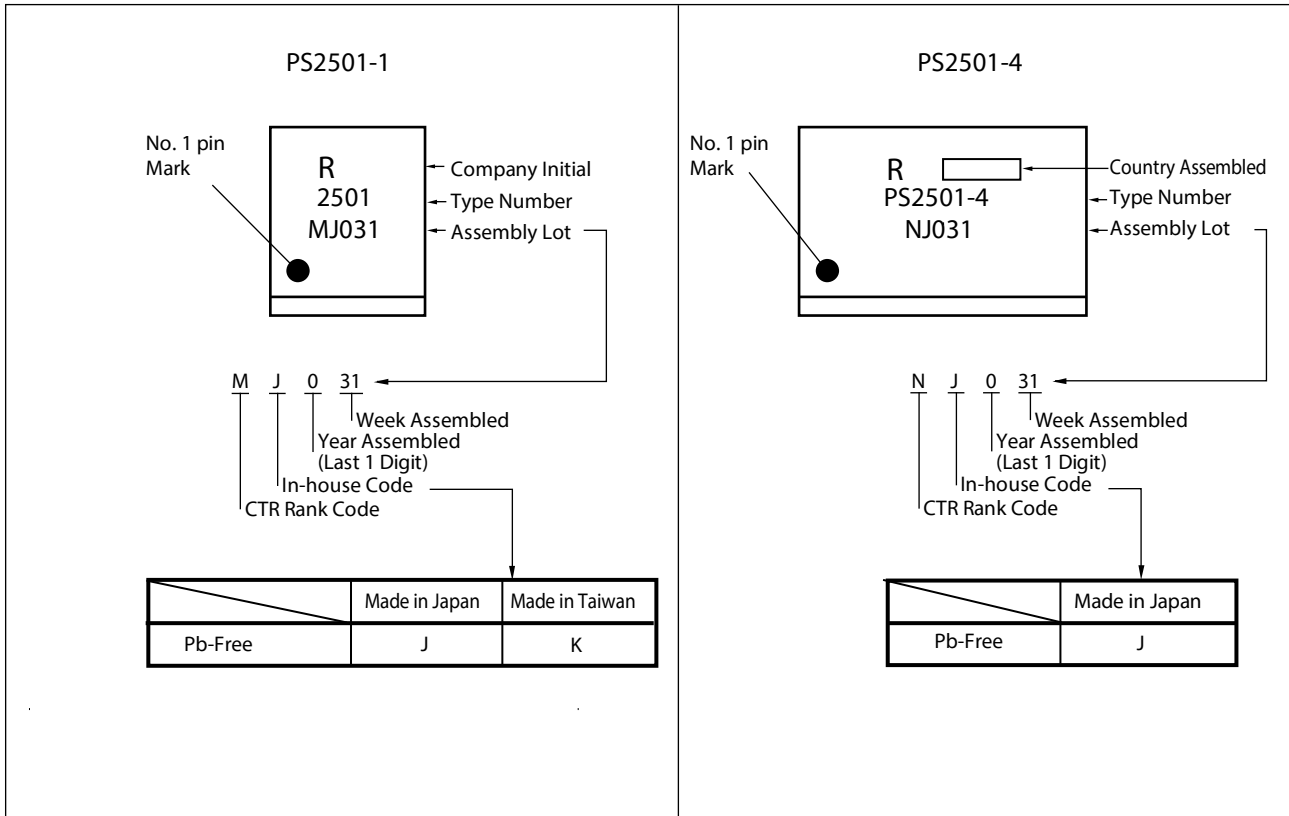 PS2501-1
No. 1 pin
Mark
R
2501
MJ031
Company Initial
Type Number
Assembly Lot
M J 0 31
Week Assembled
Year Assembled
(Last 1 Digit)
In-house Code
CTR Rank Code
Made in Japan Made in Taiwan
Pb-Free J K
PS2501-4
No. 1 pin
Mark
R
PS2501-4
NJ031
Country Assembled
Type Number
Assembly Lot
N J 0 31
Week Assembled
Year Assembled
(Last 1 Digit)
In-house Code
CTR Rank Code
Made in Japan
Pb-Free J